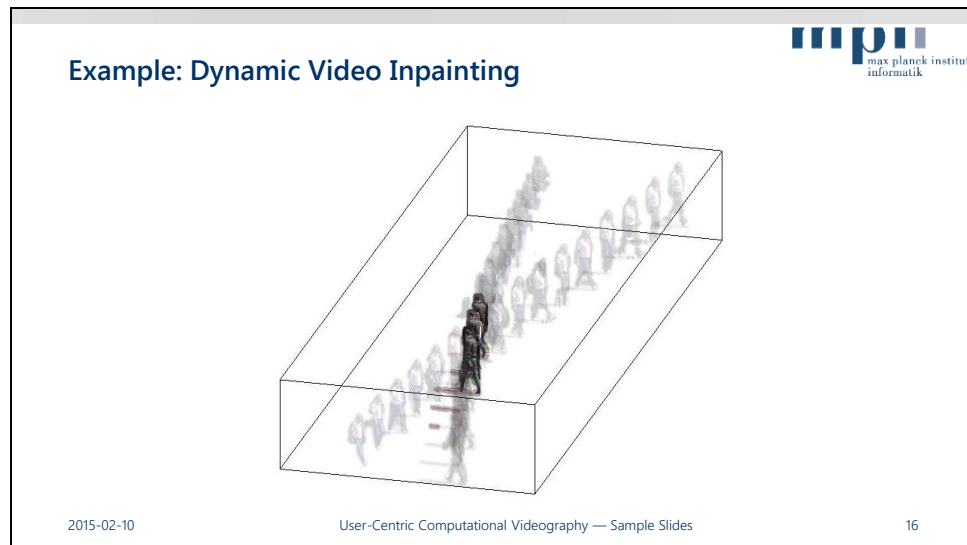 Example: Dynamic Video Inpainting
max planck institut
informatik
2015-02-10
User-Centric Computational Videography — Sample Slides
16